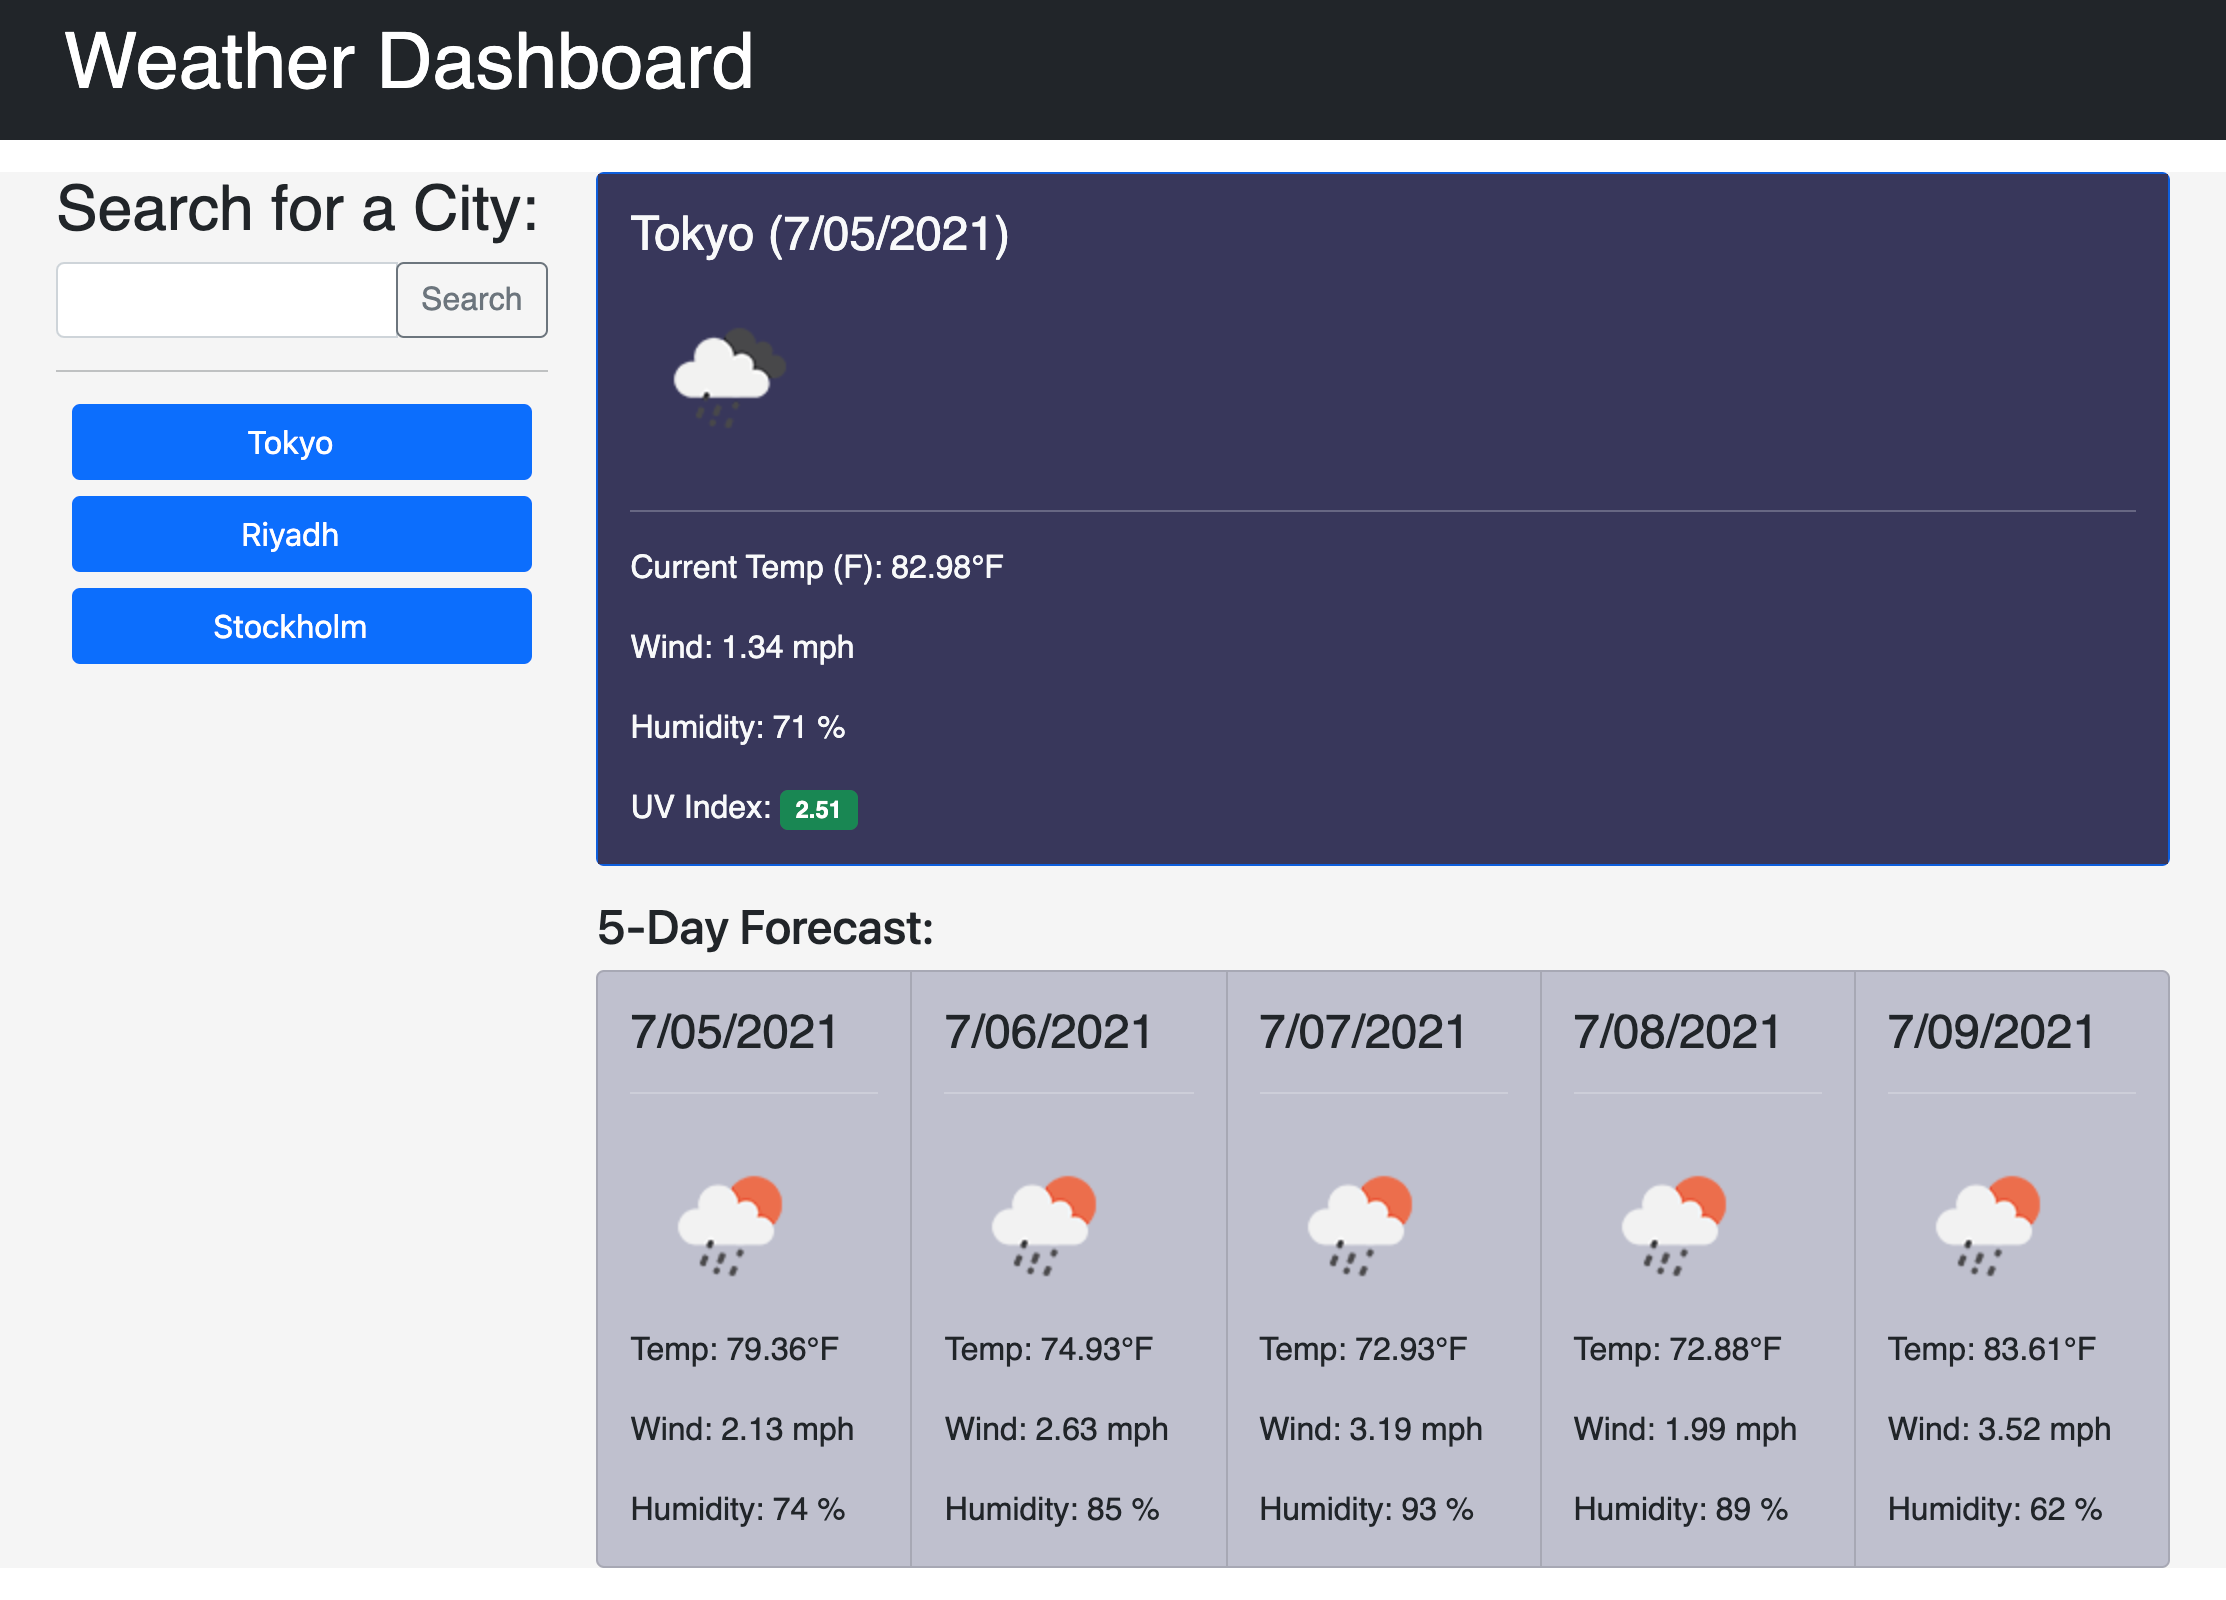 Weather Dashboard
Search for a City:
Search
Tokyo
Riyadh
Stockholm
Tokyo (7/05/2021)
Current Temp (F): 82.98°F
Wind: 1.34 mph
Humidity: 71 %
UV Index: 2.51
5-Day Forecast:
7/05/2021
Temp: 79.36°F
Wind: 2.13 mph
Humidity: 74 %
7/06/2021
Temp: 74.93°F
Wind: 2.63 mph
Humidity: 85 %
7/07/2021
Temp: 72.93°F
Wind: 3.19 mph
Humidity: 93 %
7/08/2021
Temp: 72.88°F
Wind: 1.99 mph
Humidity: 89 %
7/09/2021
Temp: 83.61°F
Wind: 3.52 mph
Humidity: 62 %